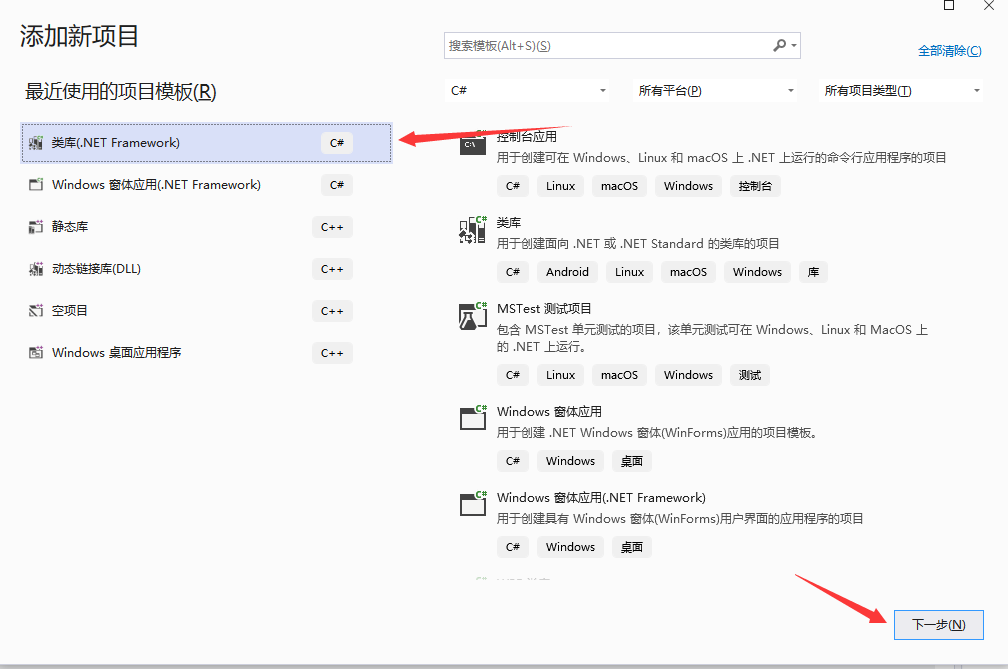 添加新项目
搜索模板(Alt+S)(S)
全部清除(C)
最近使用的项目模板(R)
C#
所有平台(P)
所有项目类型(T)
类库(.NET Framework)
C#
Windows 窗体应用(.NET Framework)
C#
静态库
C++
动态链接库(DLL)
C++
空项目
C++
Windows 桌面应用程序
C++
控制台应用
用于创建可在 Windows、Linux 和 macOS 上 .NET 上运行的命令行应用程序的项目
C# Linux macOS Windows 控制台
类库
用于创建面向 .NET 或 .NET Standard 的类库的项目
C# Android Linux macOS Windows 库
MSTest 测试项目
包含 MSTest 单元测试的项目，该单元测试可在 Windows、Linux 和 MacOS 上
的 .NET 上运行。
C# Linux macOS Windows 测试
Windows 窗体应用
用于创建 .NET Windows 窗体(WinForms)应用的项目模板。
C# Windows 桌面
Windows 窗体应用(.NET Framework)
用于创建具有 Windows 窗体(WinForms)用户界面的应用程序的项目
C# Windows 桌面
下一步(N)